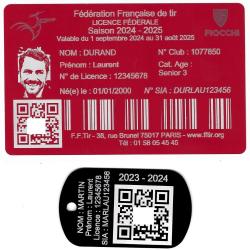 Fédération Française de tir
LICENCE FÉDÉRALE
Saison 2024 - 2025
Valable du 1 septembre 2024 au 31 août 2025
FIOCCHI
NOM : DURAND
N° Club : 1077650
Prénom : Laurent
Cat. Age :
N° de Licence : 12345678
Senior 3
Né(e) le : 01/01/2000
N° SIA : DURLAU123456
F.F.Tir - 38, rue Brunel 75017 PARIS - www.fftir.org
Tél : 01 58 05 45 45
2023 - 2024
NOM : MARTIN
Prénom : Laurent
Licence : 12345678
SIA : MARLAU123456